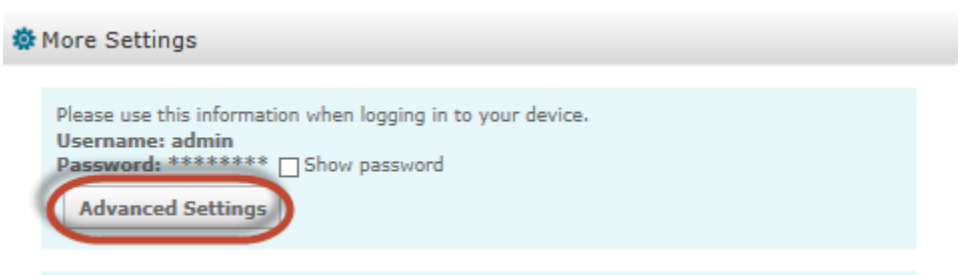 More Settings
Please use this information when logging in to your device.
Username: admin
Password: ******** Show password
Advanced Settings